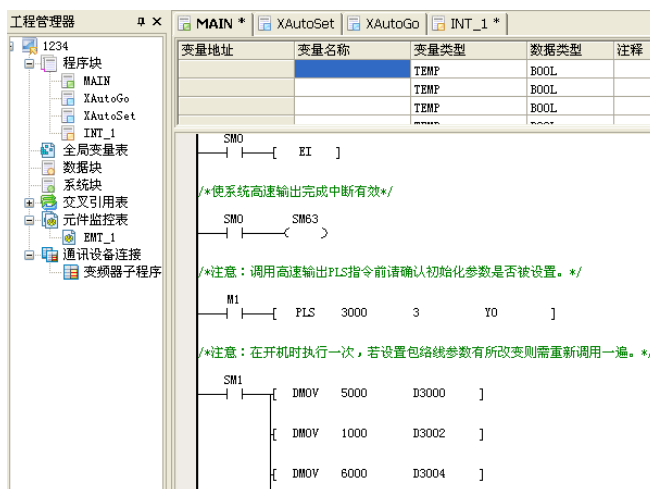 工程管理器
MAIN * XAutoSet XAutoGo INT_1 *
1234
程序块
MAIN
XAutoGo
XAutoSet
INT_1
全局变量表
数据块
系统块
交叉引用表
元件监控表
EMT_1
通讯设备连接
变频器子程序
变量地址 变量名称 变量类型 数据类型 注释
TEMP BOOL
TEMP BOOL
TEMP BOOL
SM0
[ EI ]
/*使系统高速输出完成中断有效*/
SM0 SM63
( )
/*注意：调用高速输出PLS指令前请确认初始化参数是否被设置。*/
M1
[ PLS 3000 3 Y0 ]
/*注意：在开机时执行一次，若设置包络线参数有所改变则需重新调用一遍。*/
SM1
[ DMOV 5000 D3000 ]
[ DMOV 1000 D3002 ]
[ DMOV 6000 D3004 ]